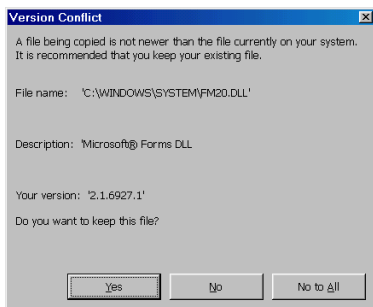 Version Conflict
A file being copied is not newer than the file currently on your system.
It is recommended that you keep your existing file.
File name: 'C:\WINDOWS\SYSTEM\FM20.DLL'
Description: 'Microsoft® Forms DLL
Your version: '2.1.6927.1'
Do you want to keep this file?
Yes No No to All